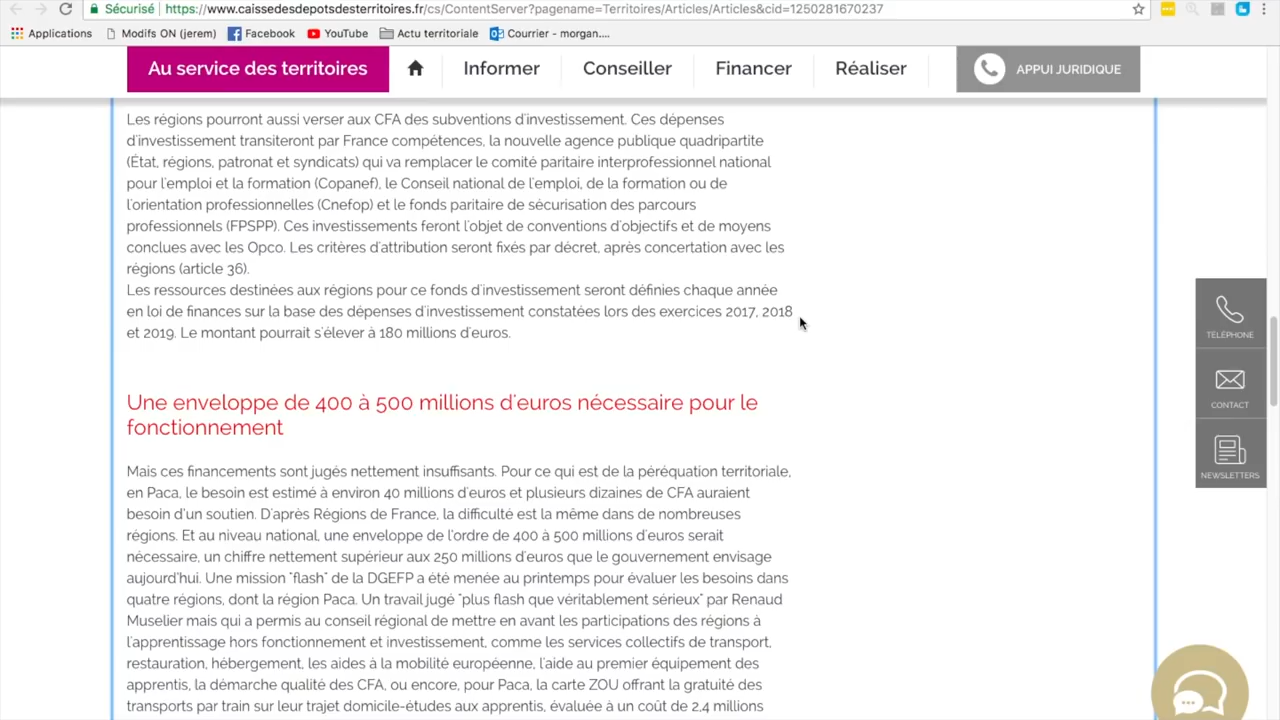 Sécurisé https://www.caissedesdepotsdesterritoires.fr/cs/ContentServer?pagename=Territoires/Articles/Articles&cid=1250281670237
Applications Modifs ON (jerem) Facebook YouTube Actu territoriale Courrier - morgan....
Au service des territoires Informer Conseiller Financer Réaliser APPUI JURIDIQUE
Les régions pourront aussi verser aux CFA des subventions d'investissement. Ces dépenses
d'investissement transiteront par France compétences, la nouvelle agence publique quadripartite
(État, régions, patronat et syndicats) qui va remplacer le comité paritaire interprofessionnel national
pour l'emploi et la formation (Copanef), le Conseil national de l'emploi, de la formation ou de
l'orientation professionnelles (Cnefop) et le fonds paritaire de sécurisation des parcours
professionnels (FPSPP). Ces investissements feront l'objet de conventions d'objectifs et de moyens
conclues avec les Opco. Les critères d'attribution seront fixés par décret, après concertation avec les
régions (article 36).
Les ressources destinées aux régions pour ce fonds d'investissement seront définies chaque année
en loi de finances sur la base des dépenses d'investissement constatées lors des exercices 2017, 2018
et 2019. Le montant pourrait s'élever à 180 millions d'euros.
TÉLÉPHONE
CONTACT
NEWSLETTERS
Une enveloppe de 400 à 500 millions d'euros nécessaire pour le
fonctionnement
Mais ces financements sont jugés nettement insuffisants. Pour ce qui est de la péréquation territoriale,
en Paca, le besoin est estimé à environ 40 millions d'euros et plusieurs dizaines de CFA auraient
besoin d'un soutien. D'après Régions de France, la difficulté est la même dans de nombreuses
régions. Et au niveau national, une enveloppe de l'ordre de 400 à 500 millions d'euros serait
nécessaire, un chiffre nettement supérieur aux 250 millions d'euros que le gouvernement envisage
aujourd'hui. Une mission "flash" de la DGEFP a été menée au printemps pour évaluer les besoins dans
quatre régions, dont la région Paca. Un travail jugé "plus flash que véritablement sérieux" par Renaud
Muselier mais qui a permis au conseil régional de mettre en avant les participations des régions à
l'apprentissage hors fonctionnement et investissement, comme les services collectifs de transport,
restauration, hébergement, les aides à la mobilité européenne, l'aide au premier équipement des
apprentis, la démarche qualité des CFA, ou encore, pour Paca, la carte ZOU offrant la gratuité des
transports par train sur leur trajet domicile-études aux apprentis, évaluée à un coût de 2,4 millions